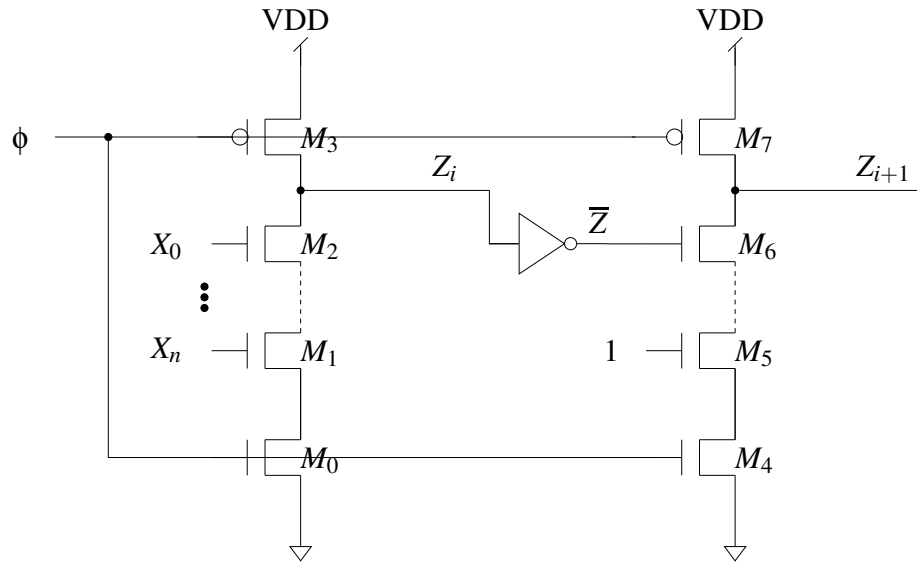 VDD VDD
ϕ M₃ M₇
Zᵢ Zᵢ₊₁
X₀ M₂ Z̅ M₆
Xₙ M₁ 1 M₅
M₀ M₄